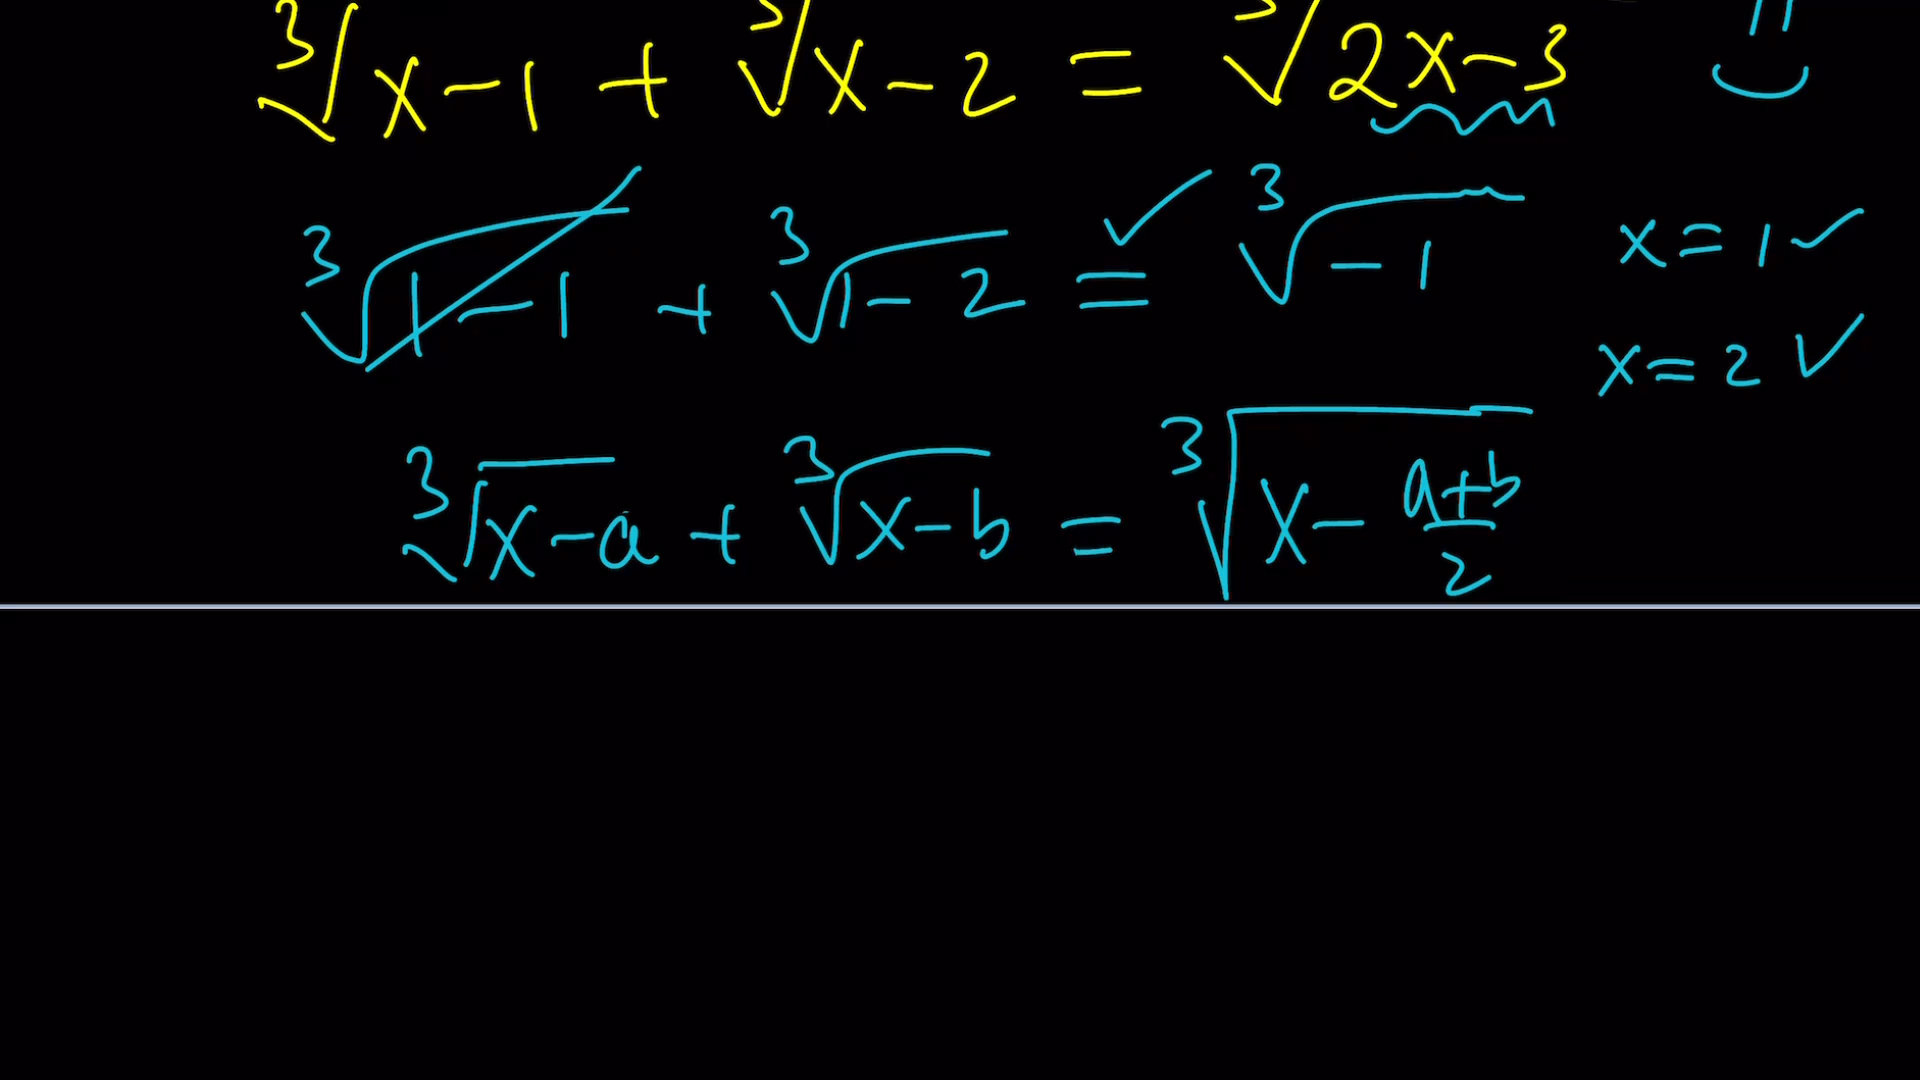 ∛x-1 + ∛x-2 = ∛2x-3
∛1-1 + ∛1-2 = ∛-1 x=1 ✓
x=2 ✓
∛x-a + ∛x-b = ∛x-(a+b)/2